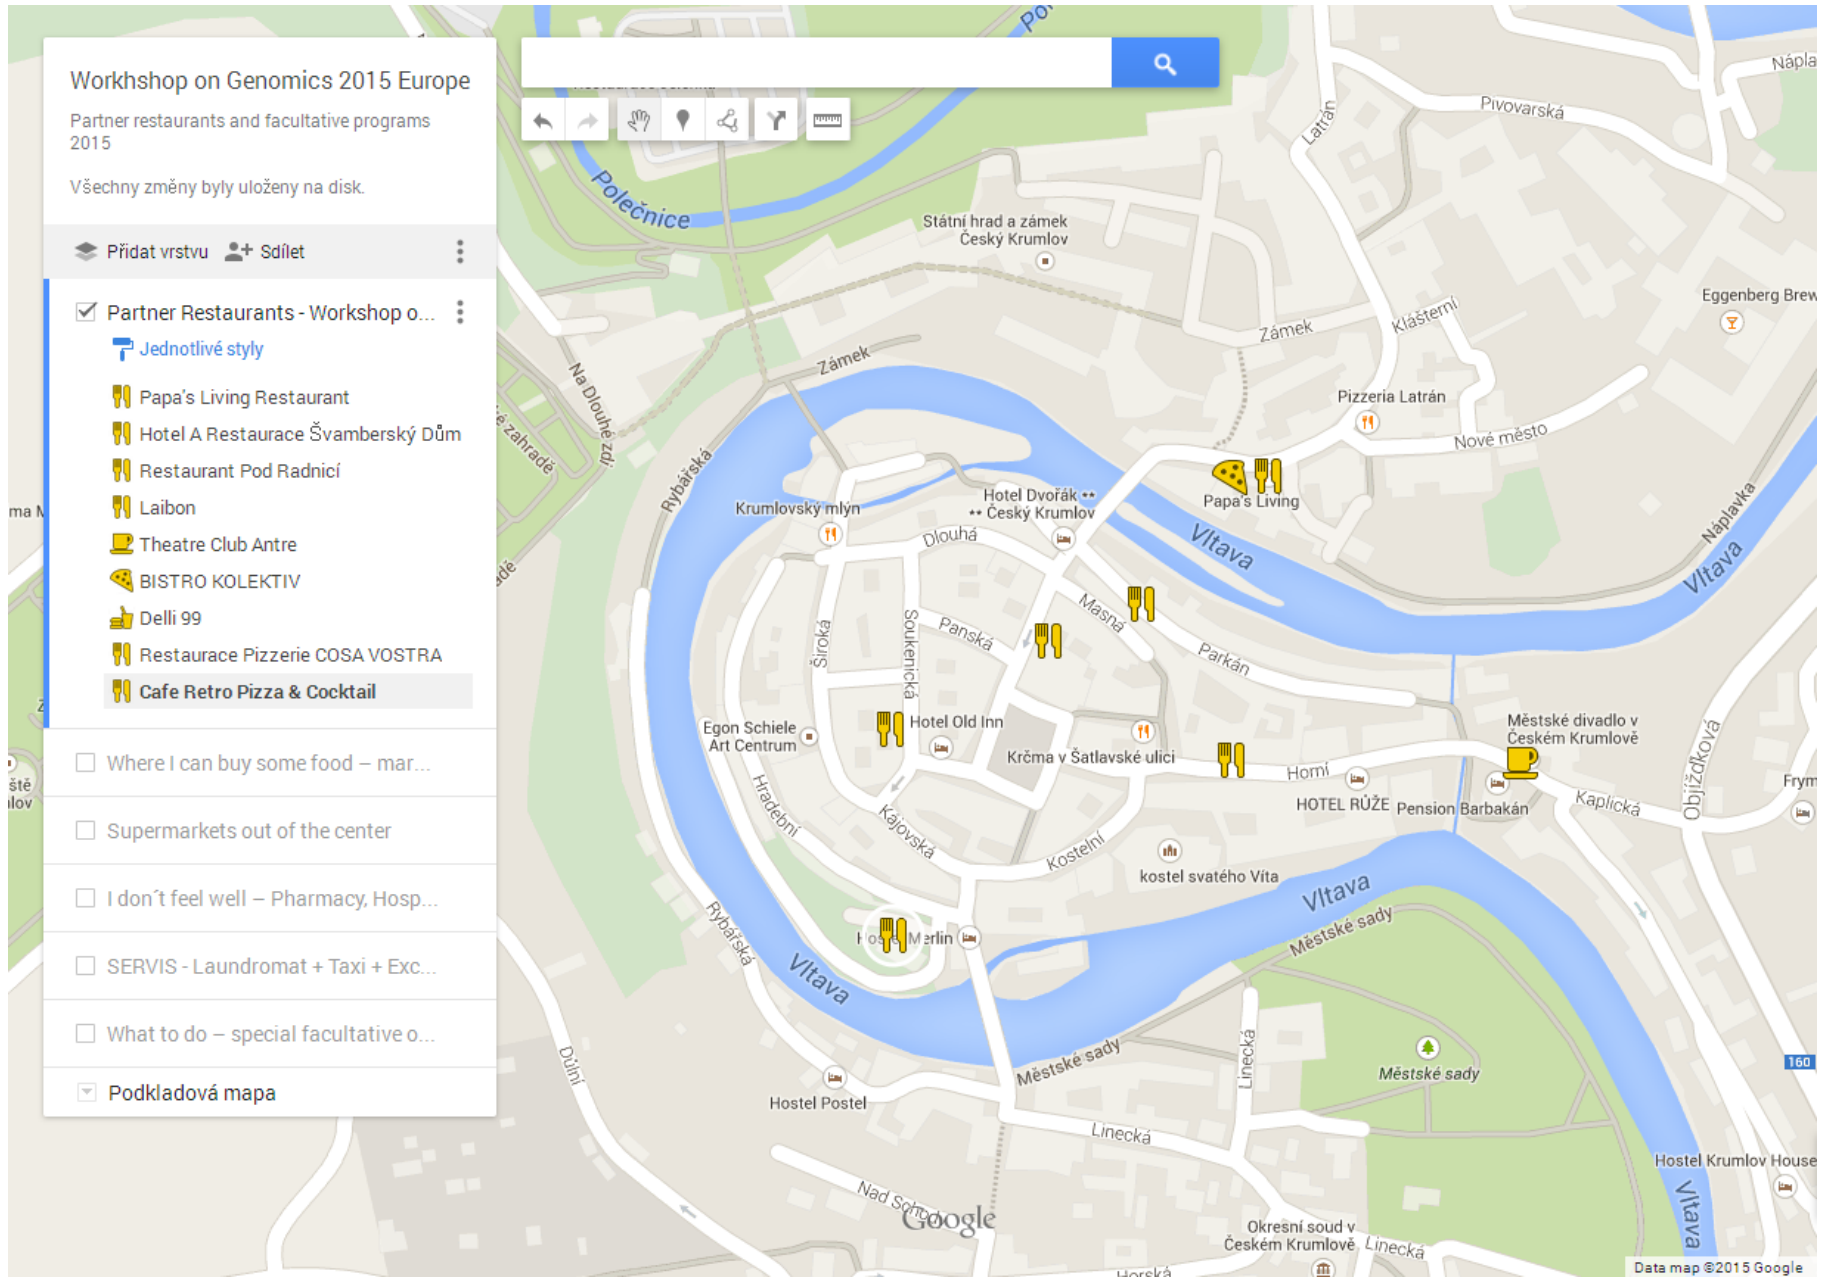 Workhshop on Genomics 2015 Europe
Partner restaurants and facultative programs
2015
Všechny změny byly uloženy na disk.
Přidat vrstvu
Sdílet
Partner Restaurants - Workshop o...
Jednotlivé styly
Papa's Living Restaurant
Hotel A Restaurace Švamberský Dům
Restaurant Pod Radnicí
Laibon
Theatre Club Antre
BISTRO KOLEKTIV
Delli 99
Restaurace Pizzerie COSA VOSTRA
Cafe Retro Pizza & Cocktail
Where I can buy some food – mar...
Supermarkets out of the center
I don´t feel well – Pharmacy, Hosp...
SERVIS - Laundromat + Taxi + Exc...
What to do – special facultative o...
Podkladová mapa
Polečnice
Latrán
Pivovarská
Nápla
Státní hrad a zámek
Český Krumlov
Eggenberg Brew
Zámek
Klášterní
Zámek
Na Dlouhé zdi
Pizzeria Latrán
Nové město
Rybářská
Krumlovský mlýn
Hotel Dvořák **
** Český Krumlov
Papa's Living
Náplavka
Dlouhá
Vltava
Vltava
Masná
Panská
Parkán
Široká
Soukenická
Egon Schiele
Art Centrum
Hotel Old Inn
Krčma v Šatlavské ulici
Městské divadlo v
Českém Krumlově
Horní
HOTEL RŮŽE
Pension Barbakán
Kaplická
Objížďková
Frym
Hradební
Kájovská
Kostelní
kostel svatého Víta
Vltava
Městské sady
Rybářská
Hostel Merlin
Vltava
Důlní
Městské sady
Linecká
Městské sady
160
Hostel Postel
Linecká
Hostel Krumlov House
Vltava
Nad Schody
Google
Okresní soud v
Českém Krumlově
Linecká
Horská
Data map ©2015 Google